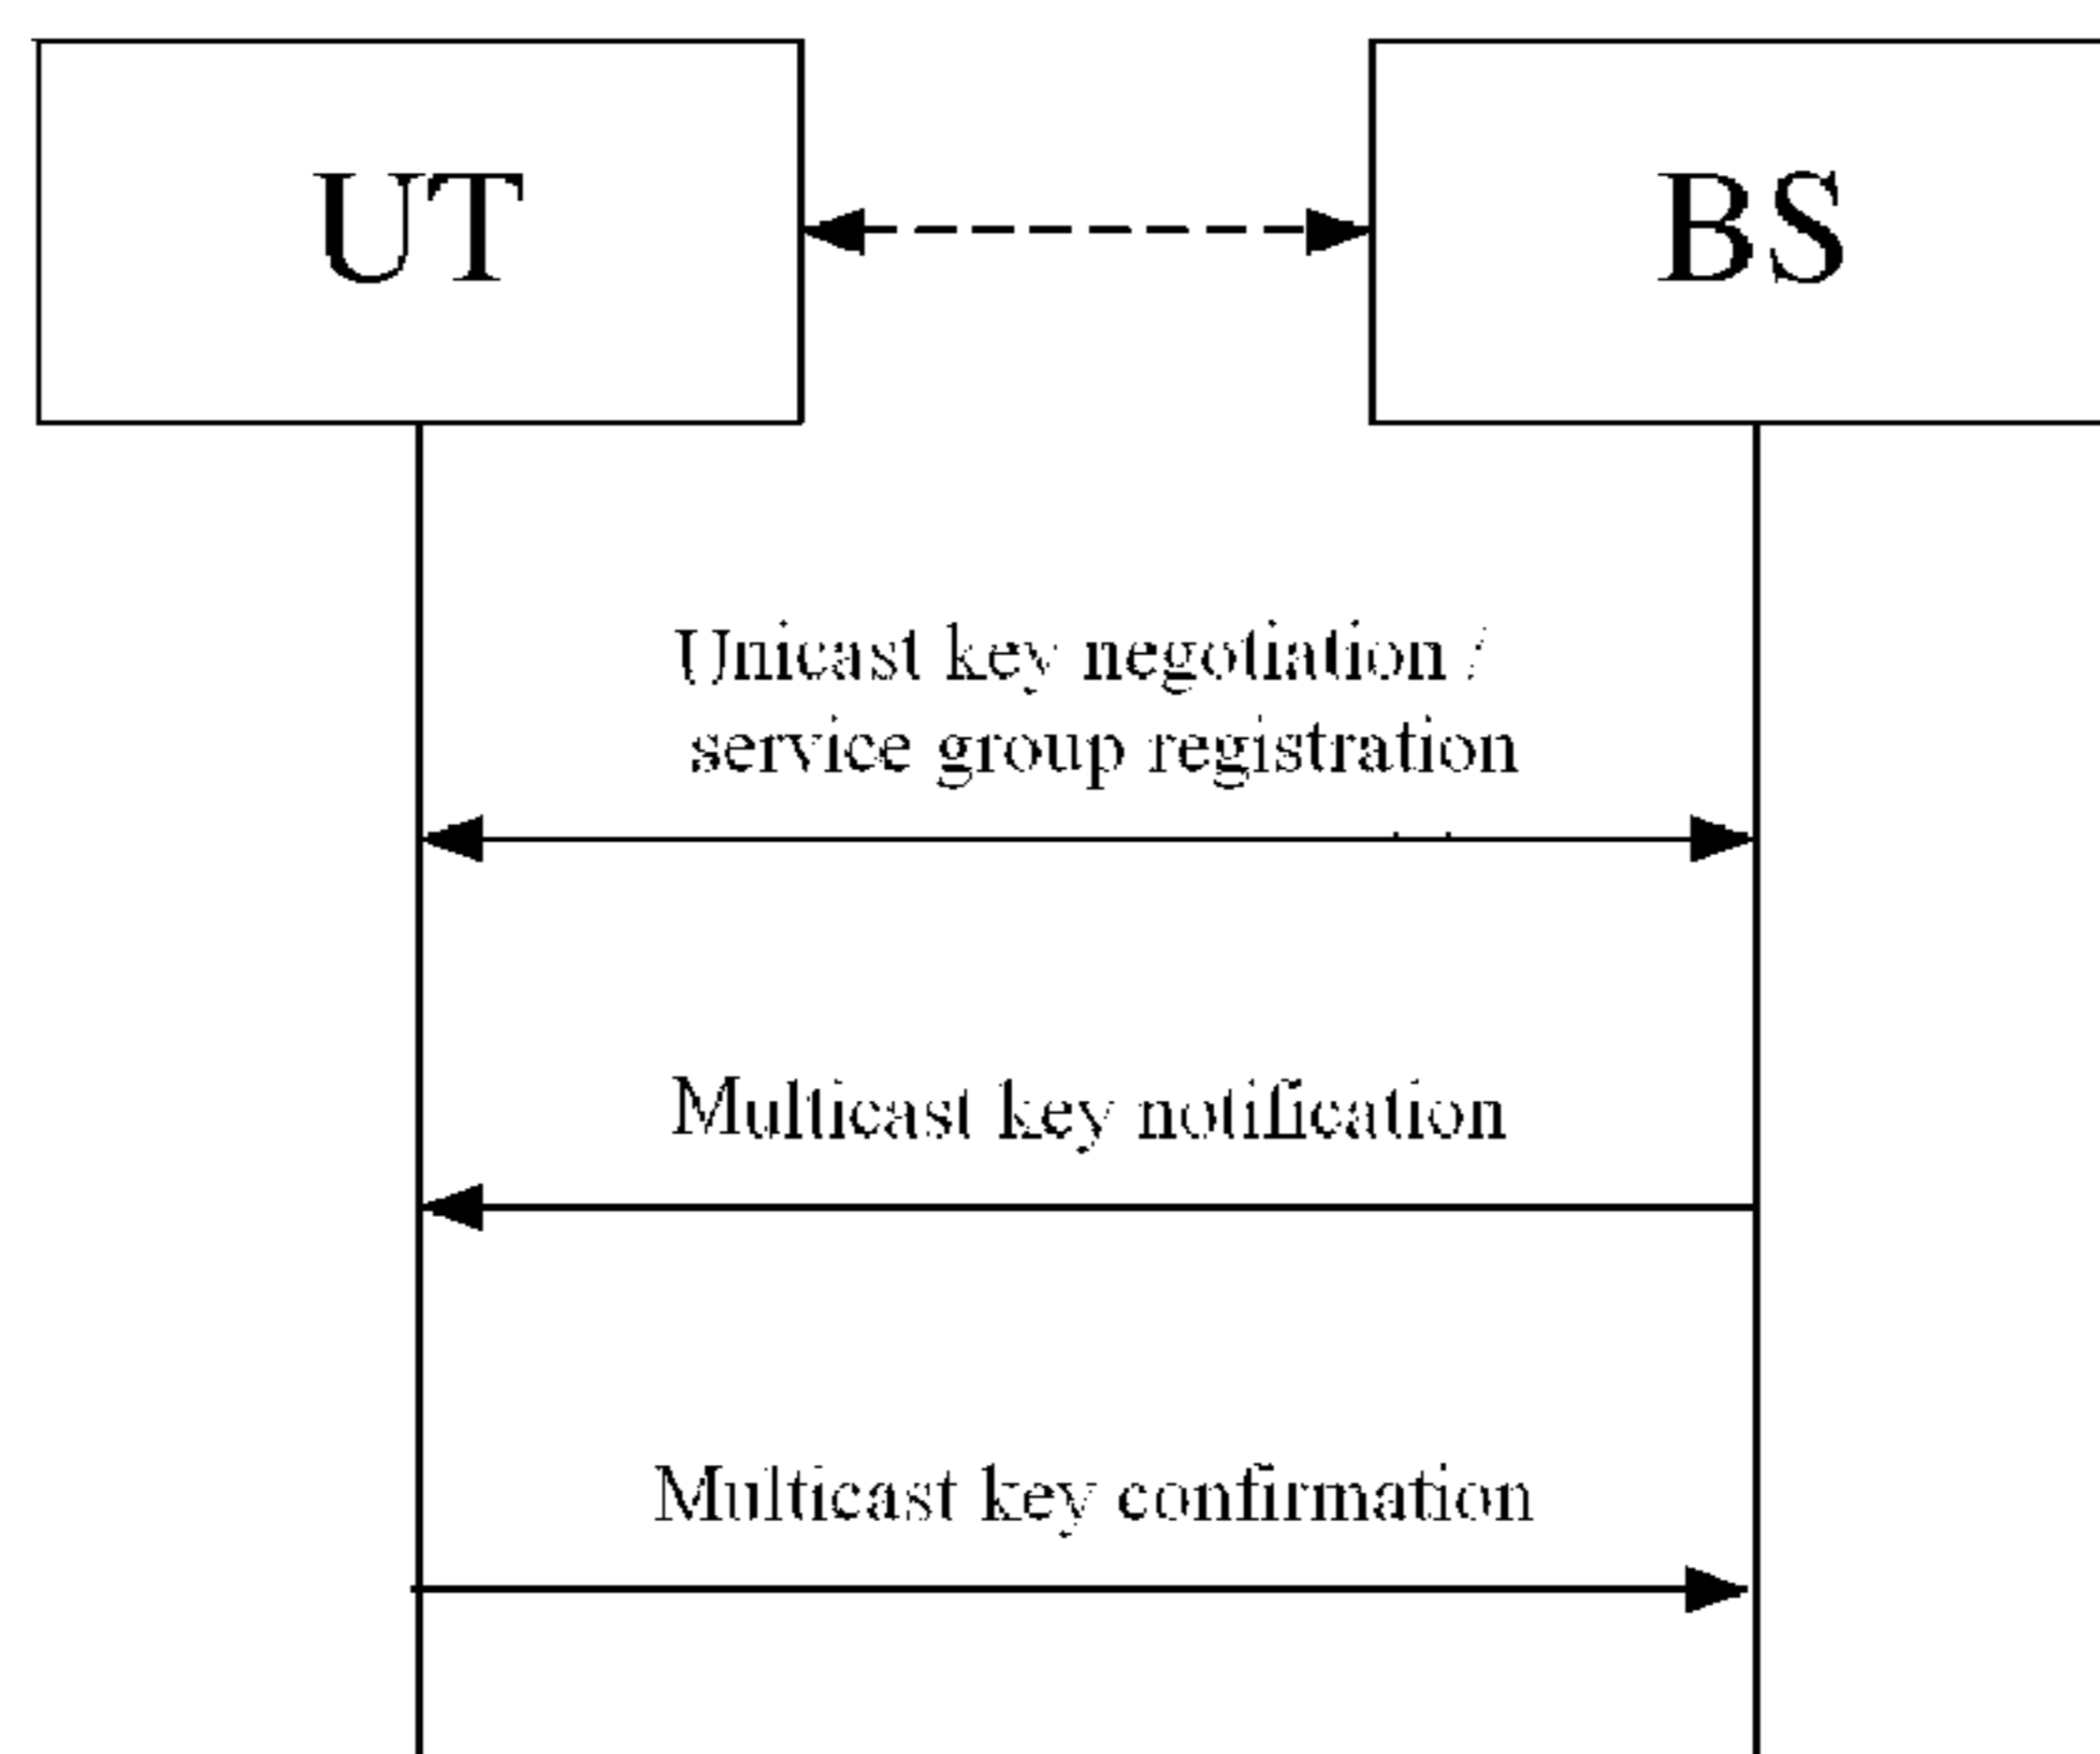 UT
BS
Unicast key negotiation /
service group registration
Multicast key notification
Multicast key confirmation